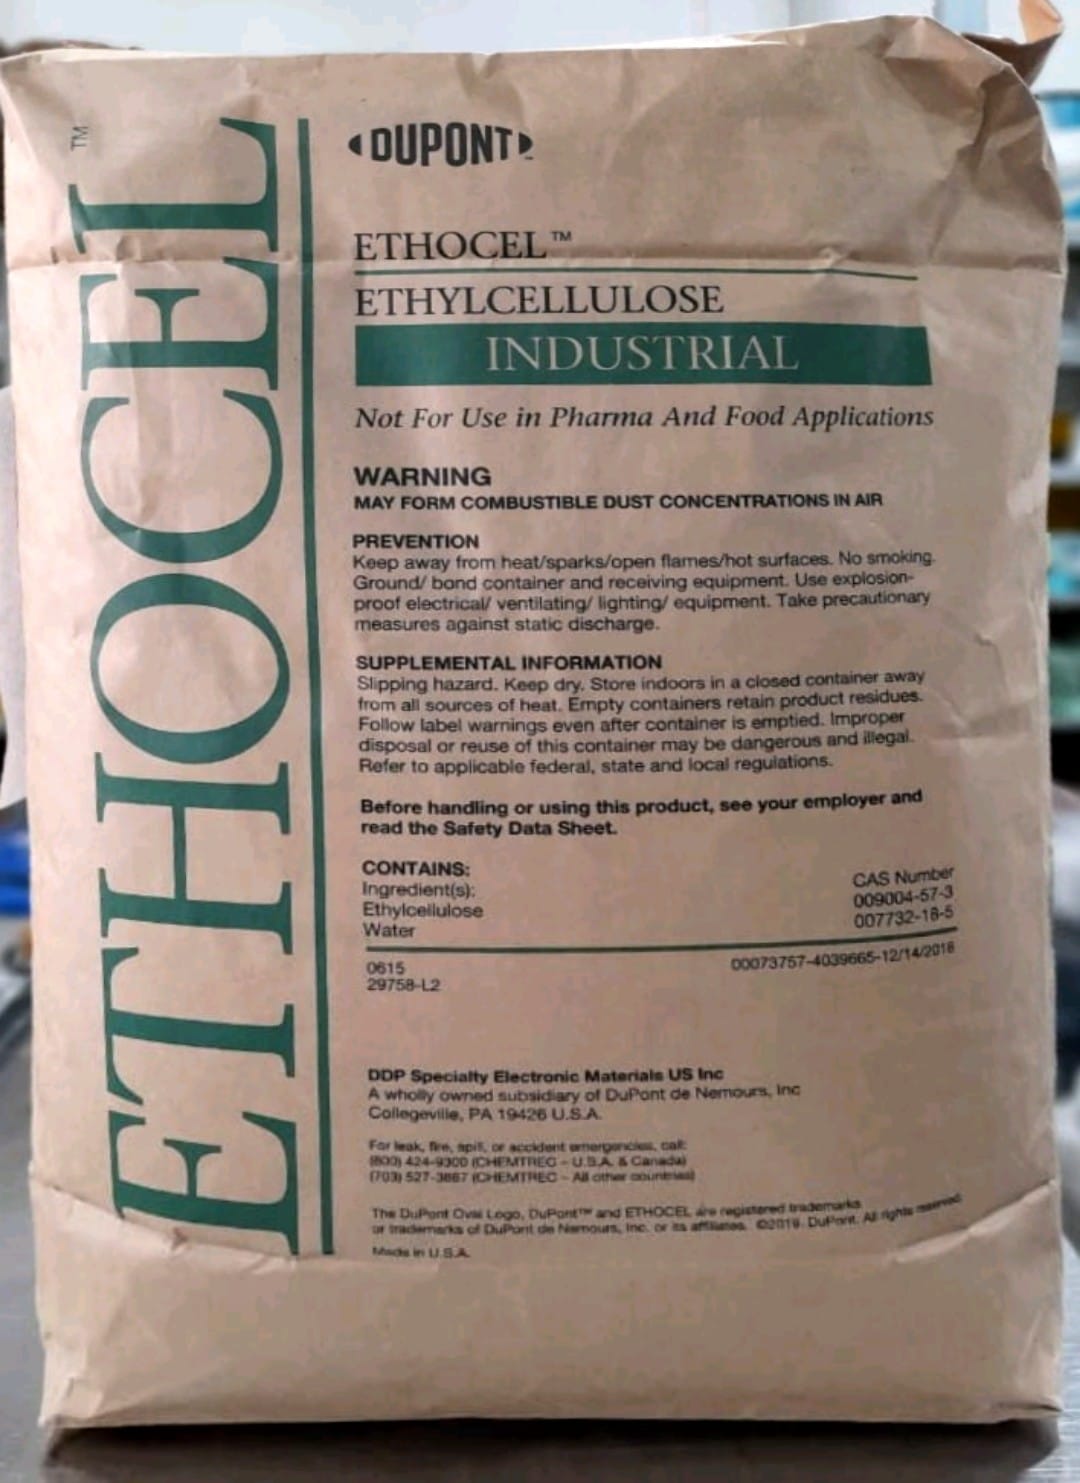 ETHOCEL™
DUPONT™
ETHOCEL™
ETHYLCELLULOSE
INDUSTRIAL
Not For Use in Pharma And Food Applications
WARNING
MAY FORM COMBUSTIBLE DUST CONCENTRATIONS IN AIR
PREVENTION
Keep away from heat/sparks/open flames/hot surfaces. No smoking.
Ground/ bond container and receiving equipment. Use explosion-
proof electrical/ ventilating/ lighting/ equipment. Take precautionary
measures against static discharge.
SUPPLEMENTAL INFORMATION
Slipping hazard. Keep dry. Store indoors in a closed container away
from all sources of heat. Empty containers retain product residues.
Follow label warnings even after container is emptied. Improper
disposal or reuse of this container may be dangerous and illegal.
Refer to applicable federal, state and local regulations.
Before handling or using this product, see your employer and
read the Safety Data Sheet.
CONTAINS:
Ingredient(s): CAS Number
Ethylcellulose 009004-57-3
Water 007732-18-5
0615 00073757-4039665-12/14/2018
29758-L2
DDP Specialty Electronic Materials US Inc
A wholly owned subsidiary of DuPont de Nemours, Inc
Collegeville, PA 19426 U.S.A.
For leak, fire, spill, or accident emergencies, call:
(800) 424-9300 (CHEMTREC - U.S.A. & Canada)
(703) 527-3887 (CHEMTREC - All other countries)
The DuPont Oval Logo, DuPont™ and ETHOCEL are registered trademarks
or trademarks of DuPont de Nemours, Inc. or its affiliates. ©2019 DuPont. All rights reserved
Made in U.S.A.